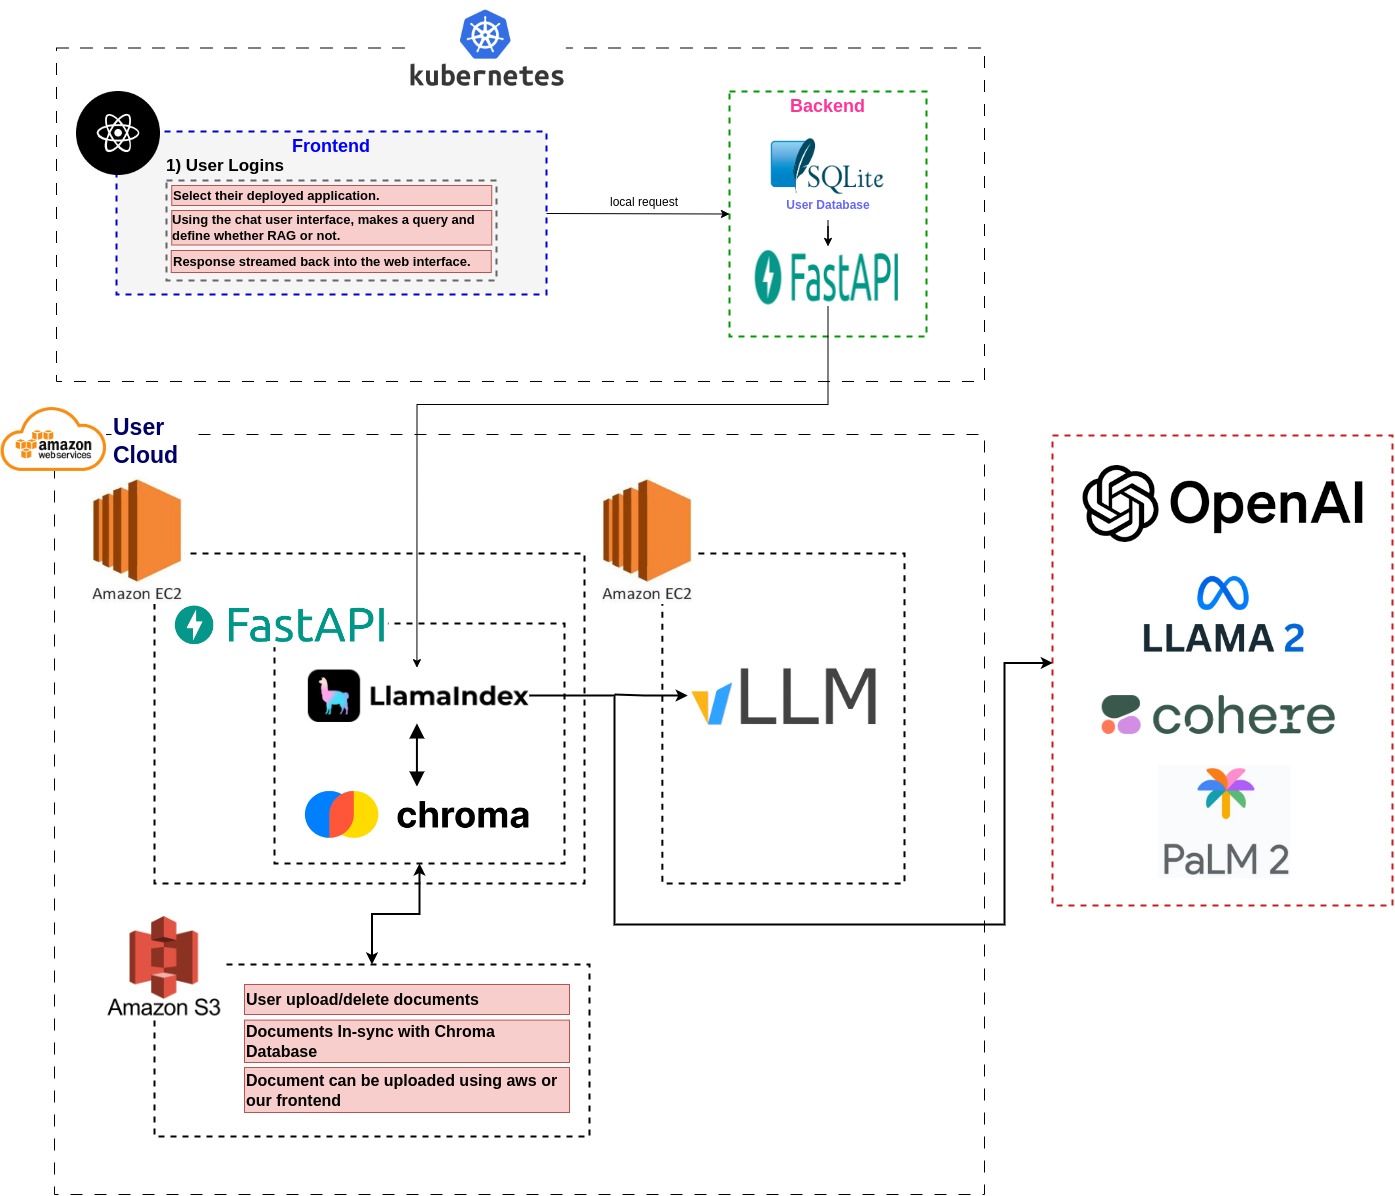 kubernetes
Backend
Frontend
1) User Logins
Select their deployed application.
Using the chat user interface, makes a query and
define whether RAG or not.
Response streamed back into the web interface.
local request
SQLite
User Database
FastAPI
amazon
webservices
User
Cloud
Amazon EC2
Amazon EC2
FastAPI
LlamaIndex
chroma
vLLM
OpenAI
LLAMA 2
cohere
PaLM 2
Amazon S3
User upload/delete documents
Documents In-sync with Chroma
Database
Document can be uploaded using aws or
our frontend